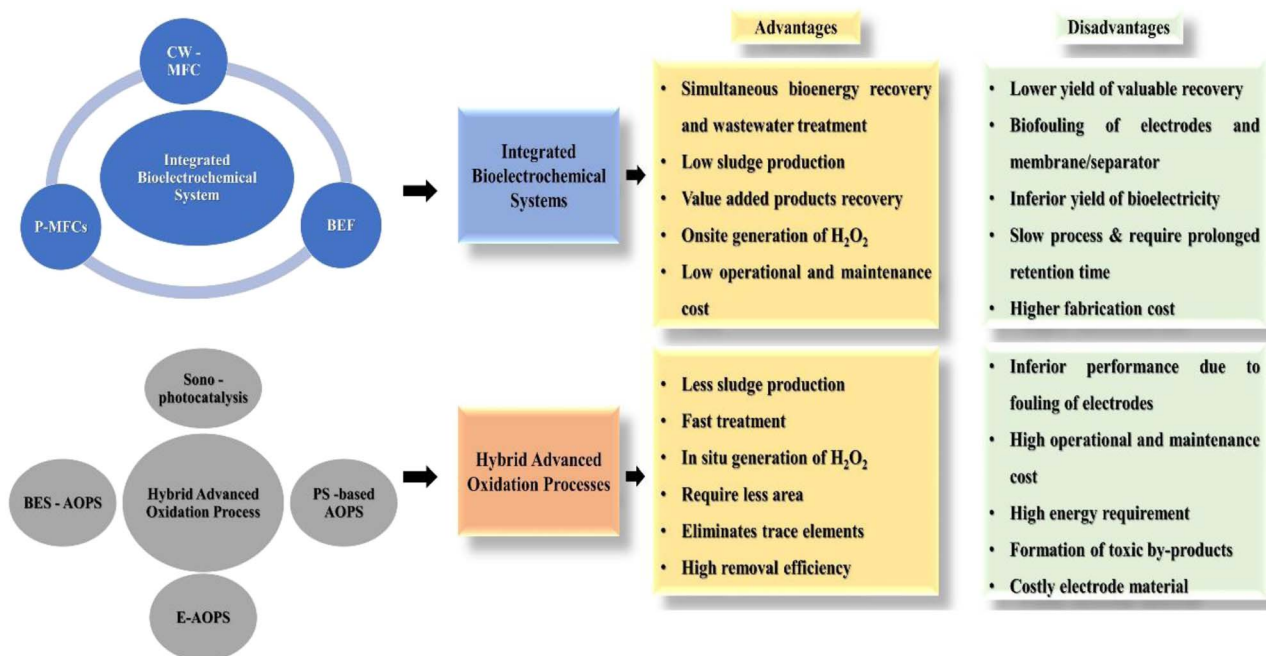 CW -
MFC
Integrated
Bioelectrochemical
System
P-MFCs
BEF
Integrated
Bioelectrochemical
Systems
Advantages
• Simultaneous bioenergy recovery
and wastewater treatment
• Low sludge production
• Value added products recovery
• Onsite generation of H₂O₂
• Low operational and maintenance
cost
Disadvantages
• Lower yield of valuable recovery
• Biofouling of electrodes and
membrane/separator
• Inferior yield of bioelectricity
• Slow process & require prolonged
retention time
• Higher fabrication cost
Sono -
photocatalysis
BES - AOPS
Hybrid Advanced
Oxidation Process
PS -based
AOPS
E-AOPS
Hybrid Advanced
Oxidation Processes
• Less sludge production
• Fast treatment
• In situ generation of H₂O₂
• Require less area
• Eliminates trace elements
• High removal efficiency
• Inferior performance due to
fouling of electrodes
• High operational and maintenance
cost
• High energy requirement
• Formation of toxic by-products
• Costly electrode material